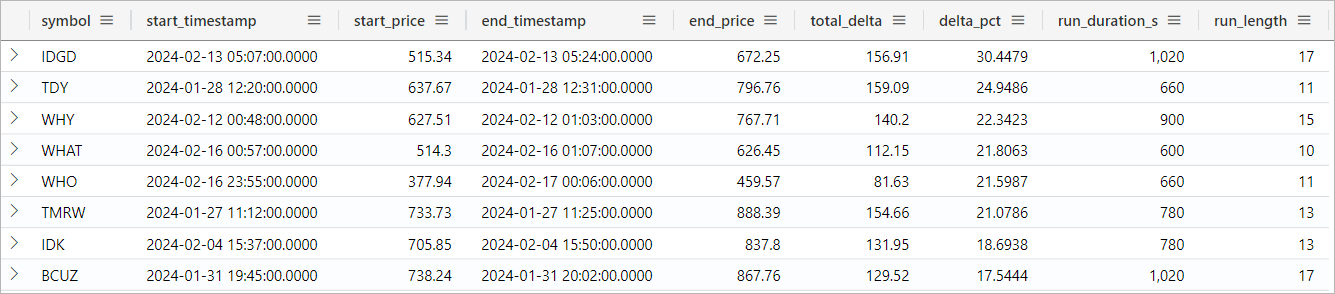 symbol start_timestamp start_price end_timestamp end_price total_delta delta_pct run_duration_s run_length
IDGD 2024-02-13 05:07:00.0000 515.34 2024-02-13 05:24:00.0000 672.25 156.91 30.4479 1,020 17
TDY 2024-01-28 12:20:00.0000 637.67 2024-01-28 12:31:00.0000 796.76 159.09 24.9486 660 11
WHY 2024-02-12 00:48:00.0000 627.51 2024-02-12 01:03:00.0000 767.71 140.2 22.3423 900 15
WHAT 2024-02-16 00:57:00.0000 514.3 2024-02-16 01:07:00.0000 626.45 112.15 21.8063 600 10
WHO 2024-02-16 23:55:00.0000 377.94 2024-02-17 00:06:00.0000 459.57 81.63 21.5987 660 11
TMRW 2024-01-27 11:12:00.0000 733.73 2024-01-27 11:25:00.0000 888.39 154.66 21.0786 780 13
IDK 2024-02-04 15:37:00.0000 705.85 2024-02-04 15:50:00.0000 837.8 131.95 18.6938 780 13
BCUZ 2024-01-31 19:45:00.0000 738.24 2024-01-31 20:02:00.0000 867.76 129.52 17.5444 1,020 17